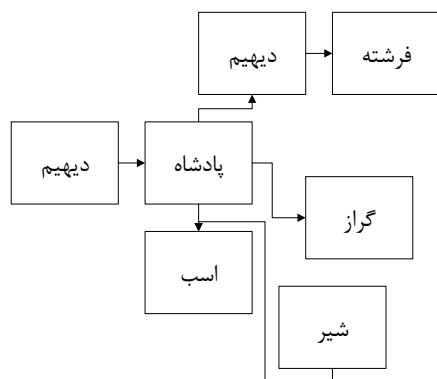 دیهیم
فرشته
دیهیم
پادشاه
گراز
اسب
شیر